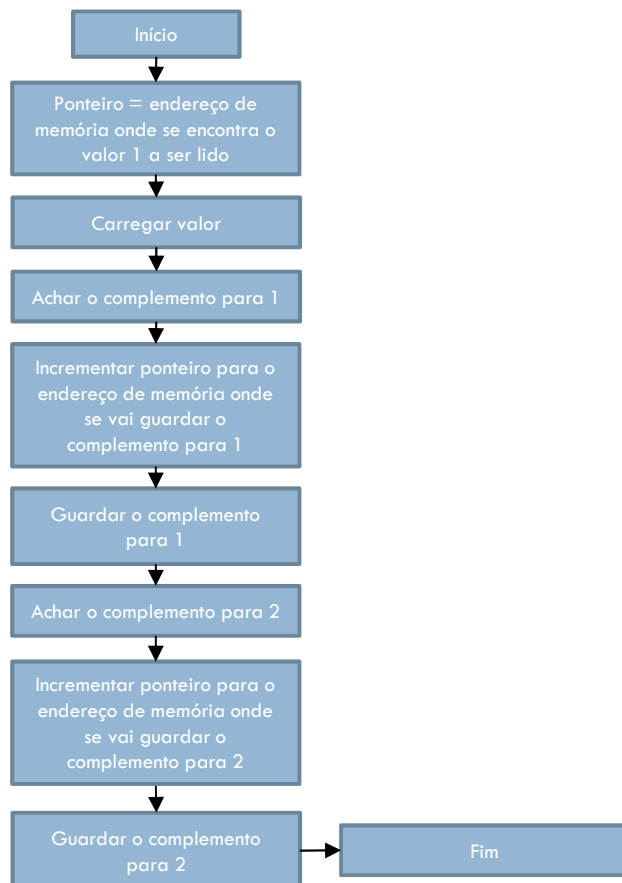 Início
Ponteiro = endereço de
memória onde se encontra o
valor 1 a ser lido
Carregar valor
Achar o complemento para 1
Incrementar ponteiro para o
endereço de memória onde
se vai guardar o
complemento para 1
Guardar o complemento
para 1
Achar o complemento para 2
Incrementar ponteiro para o
endereço de memória onde
se vai guardar o
complemento para 2
Guardar o complemento
para 2
Fim